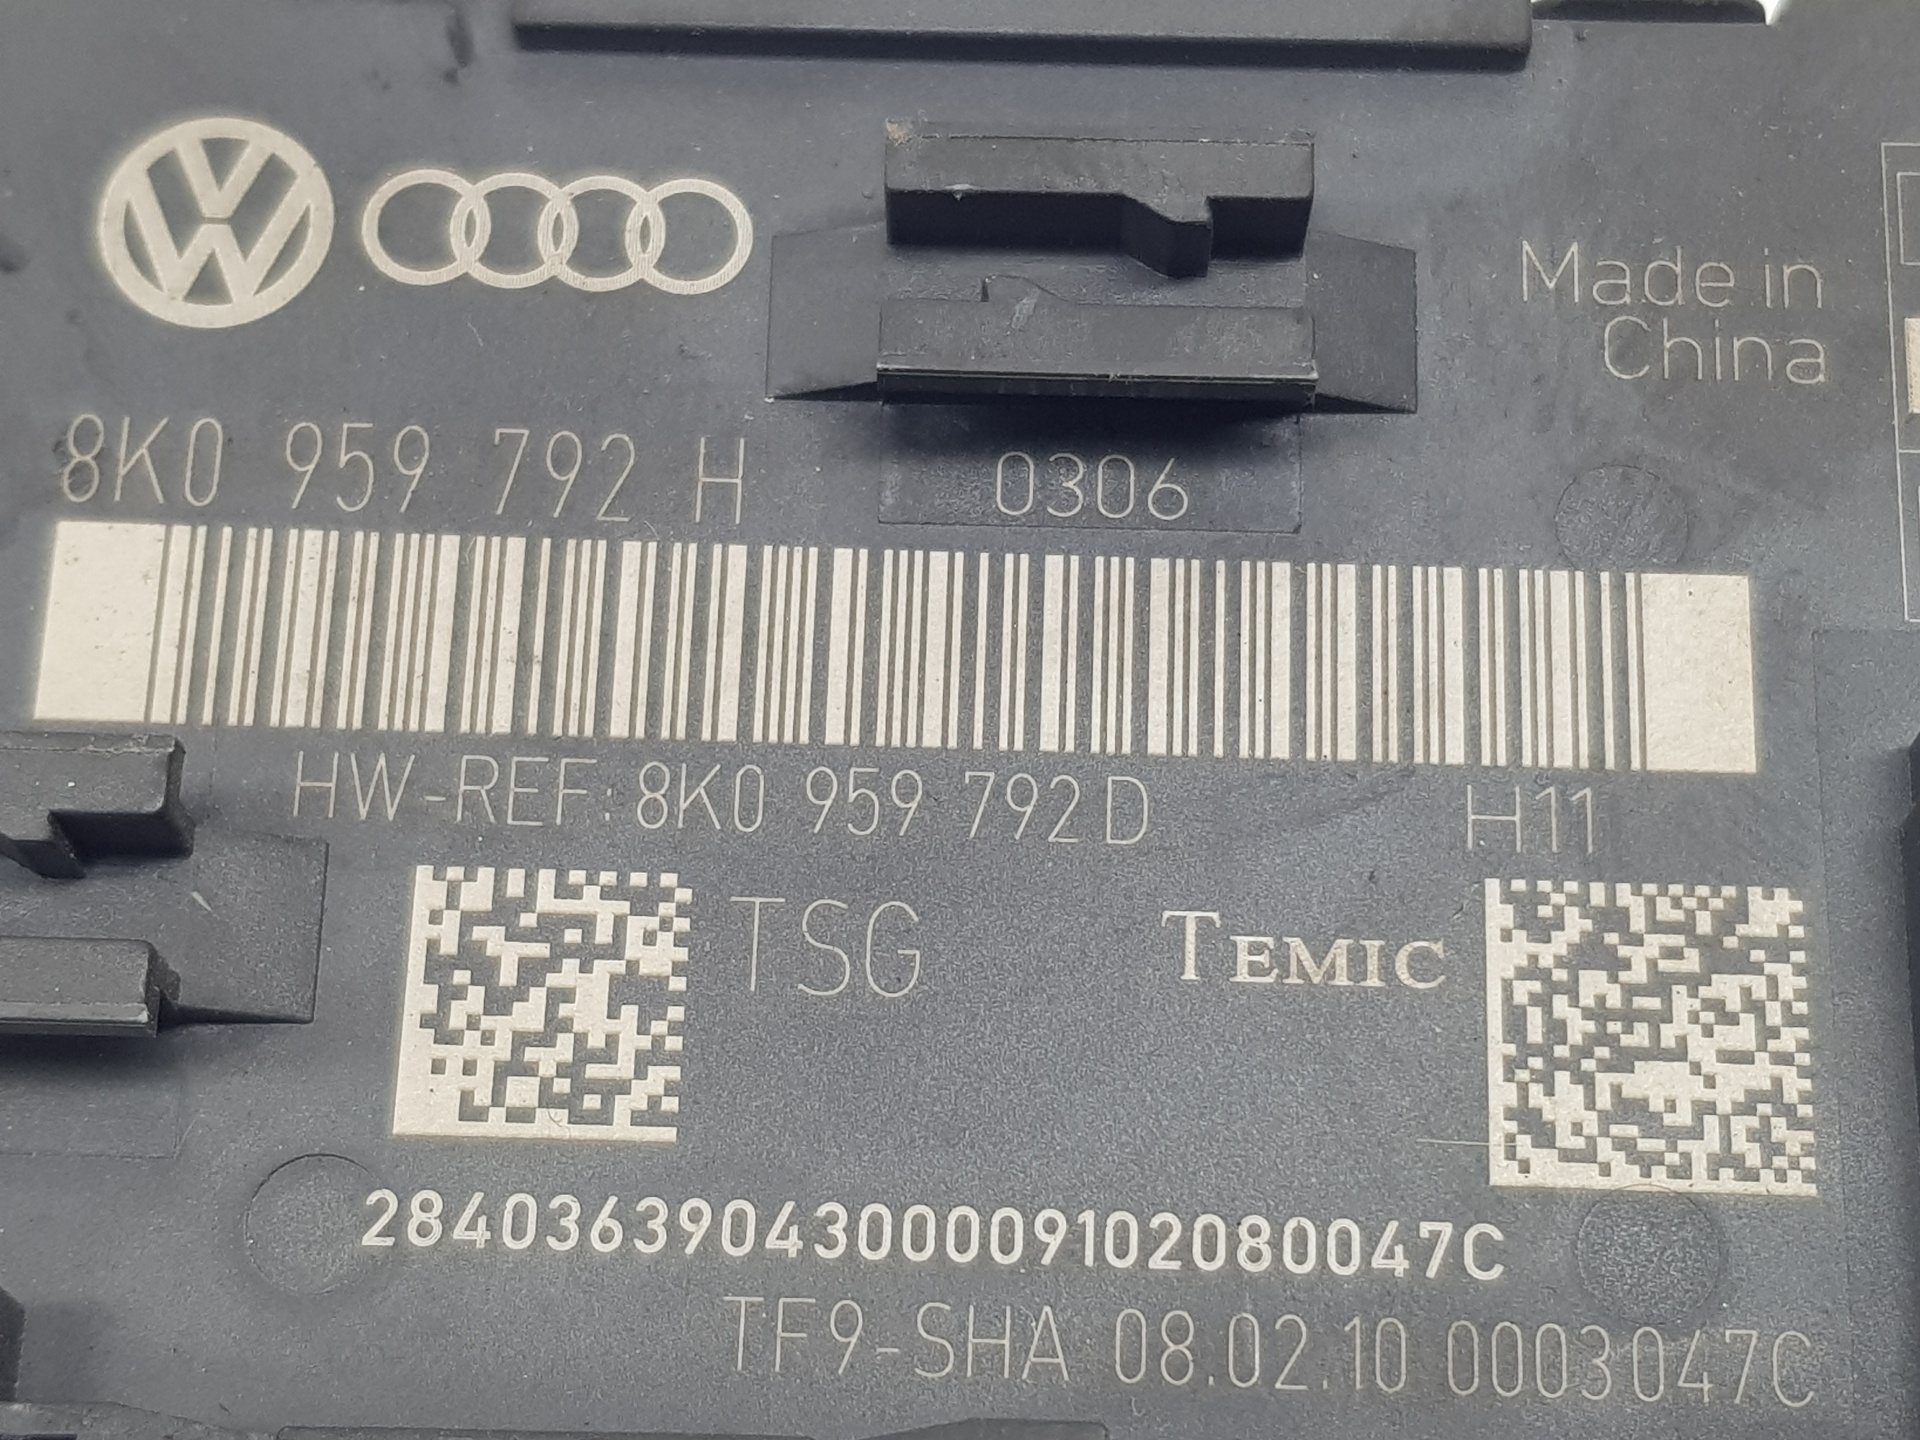 Made in
China
8K0 959 792 H
0306
HW-REF: 8K0 959 792 D
H11
TSG
TEMIC
2840363904300009102080047C
TF9-SHA 08.02.10 0003047C